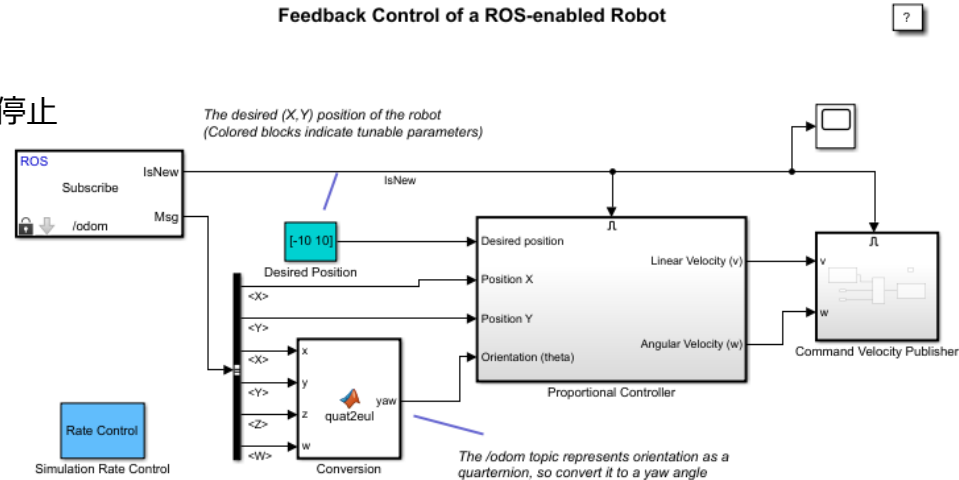 Feedback Control of a ROS-enabled Robot
?
停止
The desired (X,Y) position of the robot
(Colored blocks indicate tunable parameters)
ROS
IsNew
Subscribe
Msg
/odom
IsNew
[-10 10]
Desired Position
Desired position
Position X
Position Y
Orientation (theta)
Linear Velocity (v)
Angular Velocity (w)
Proportional Controller
v
w
Command Velocity Publisher
<X>
<Y>
<X>
<Y>
<Z>
<W>
x
y
z
w
yaw
quat2eul
Conversion
Rate Control
Simulation Rate Control
The /odom topic represents orientation as a
quarternion, so convert it to a yaw angle